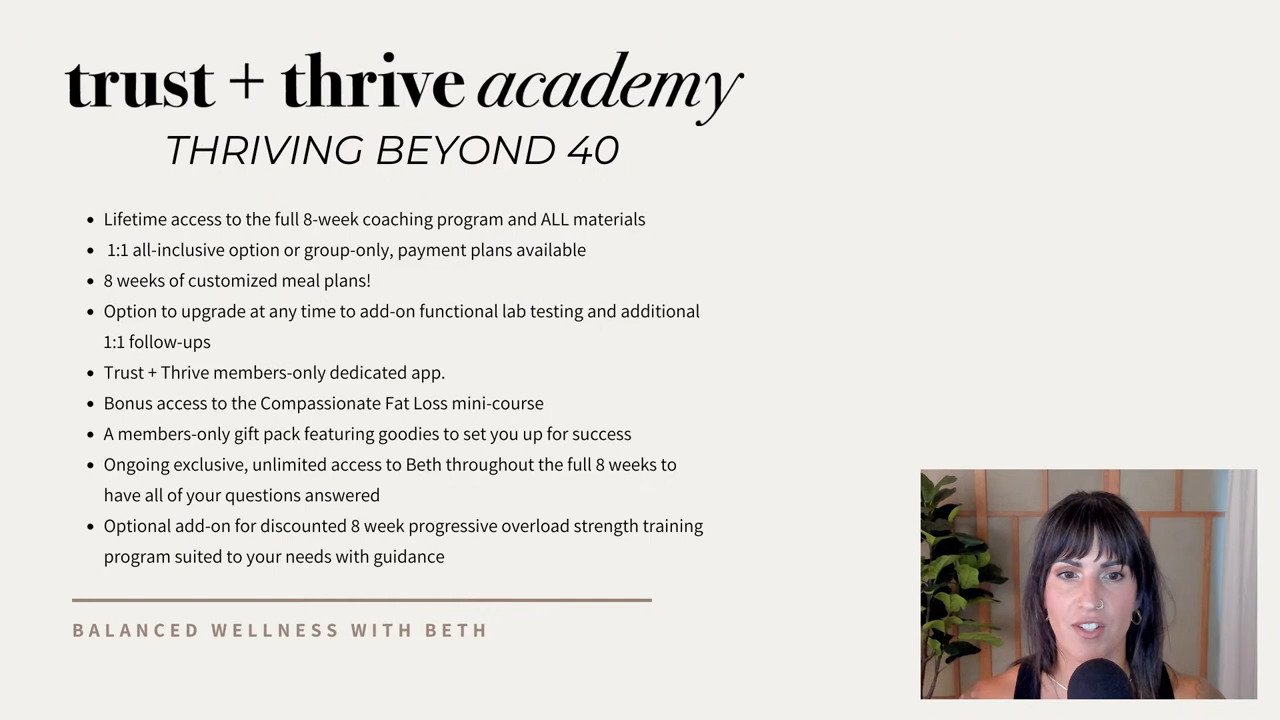 trust + thrive academy
THRIVING BEYOND 40
• Lifetime access to the full 8-week coaching program and ALL materials
• 1:1 all-inclusive option or group-only, payment plans available
• 8 weeks of customized meal plans!
• Option to upgrade at any time to add-on functional lab testing and additional
1:1 follow-ups
• Trust + Thrive members-only dedicated app.
• Bonus access to the Compassionate Fat Loss mini-course
• A members-only gift pack featuring goodies to set you up for success
• Ongoing exclusive, unlimited access to Beth throughout the full 8 weeks to
have all of your questions answered
• Optional add-on for discounted 8 week progressive overload strength training
program suited to your needs with guidance
BALANCED WELLNESS WITH BETH